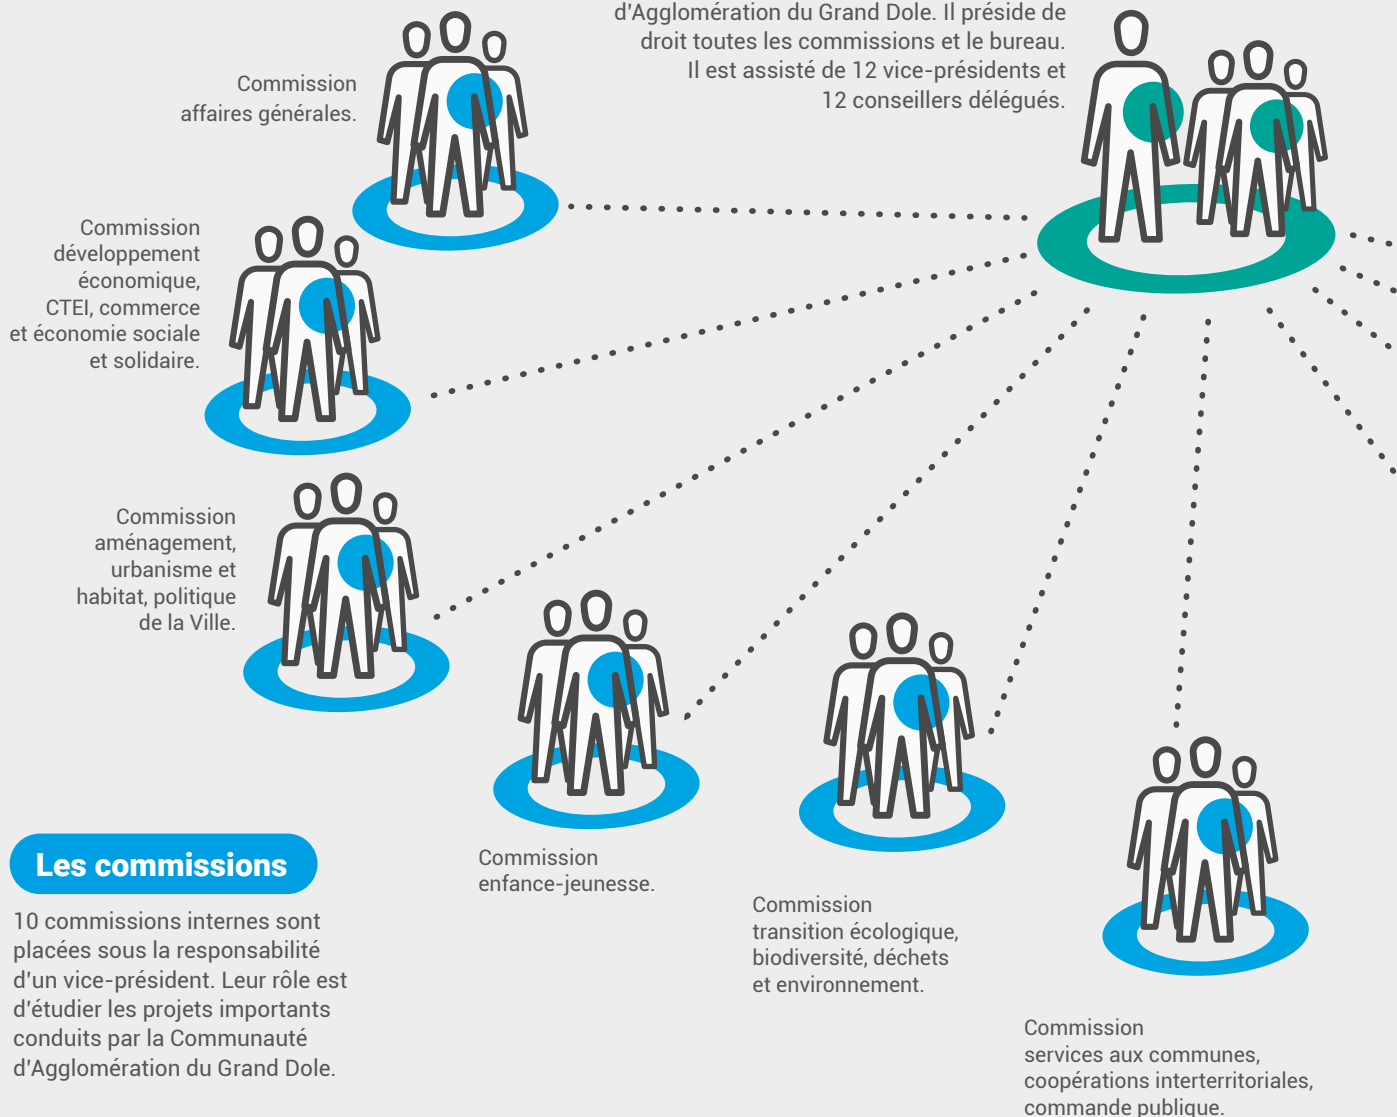 d'Agglomération du Grand Dole. Il préside de
droit toutes les commissions et le bureau.
Il est assisté de 12 vice-présidents et
12 conseillers délégués.
Commission
affaires générales.
Commission
développement
économique,
CTEI, commerce
et économie sociale
et solidaire.
Commission
aménagement,
urbanisme et
habitat, politique
de la Ville.
Les commissions
10 commissions internes sont
placées sous la responsabilité
d'un vice-président. Leur rôle est
d'étudier les projets importants
conduits par la Communauté
d'Agglomération du Grand Dole.
Commission
enfance-jeunesse.
Commission
transition écologique,
biodiversité, déchets
et environnement.
Commission
services aux communes,
coopérations interterritoriales,
commande publique.